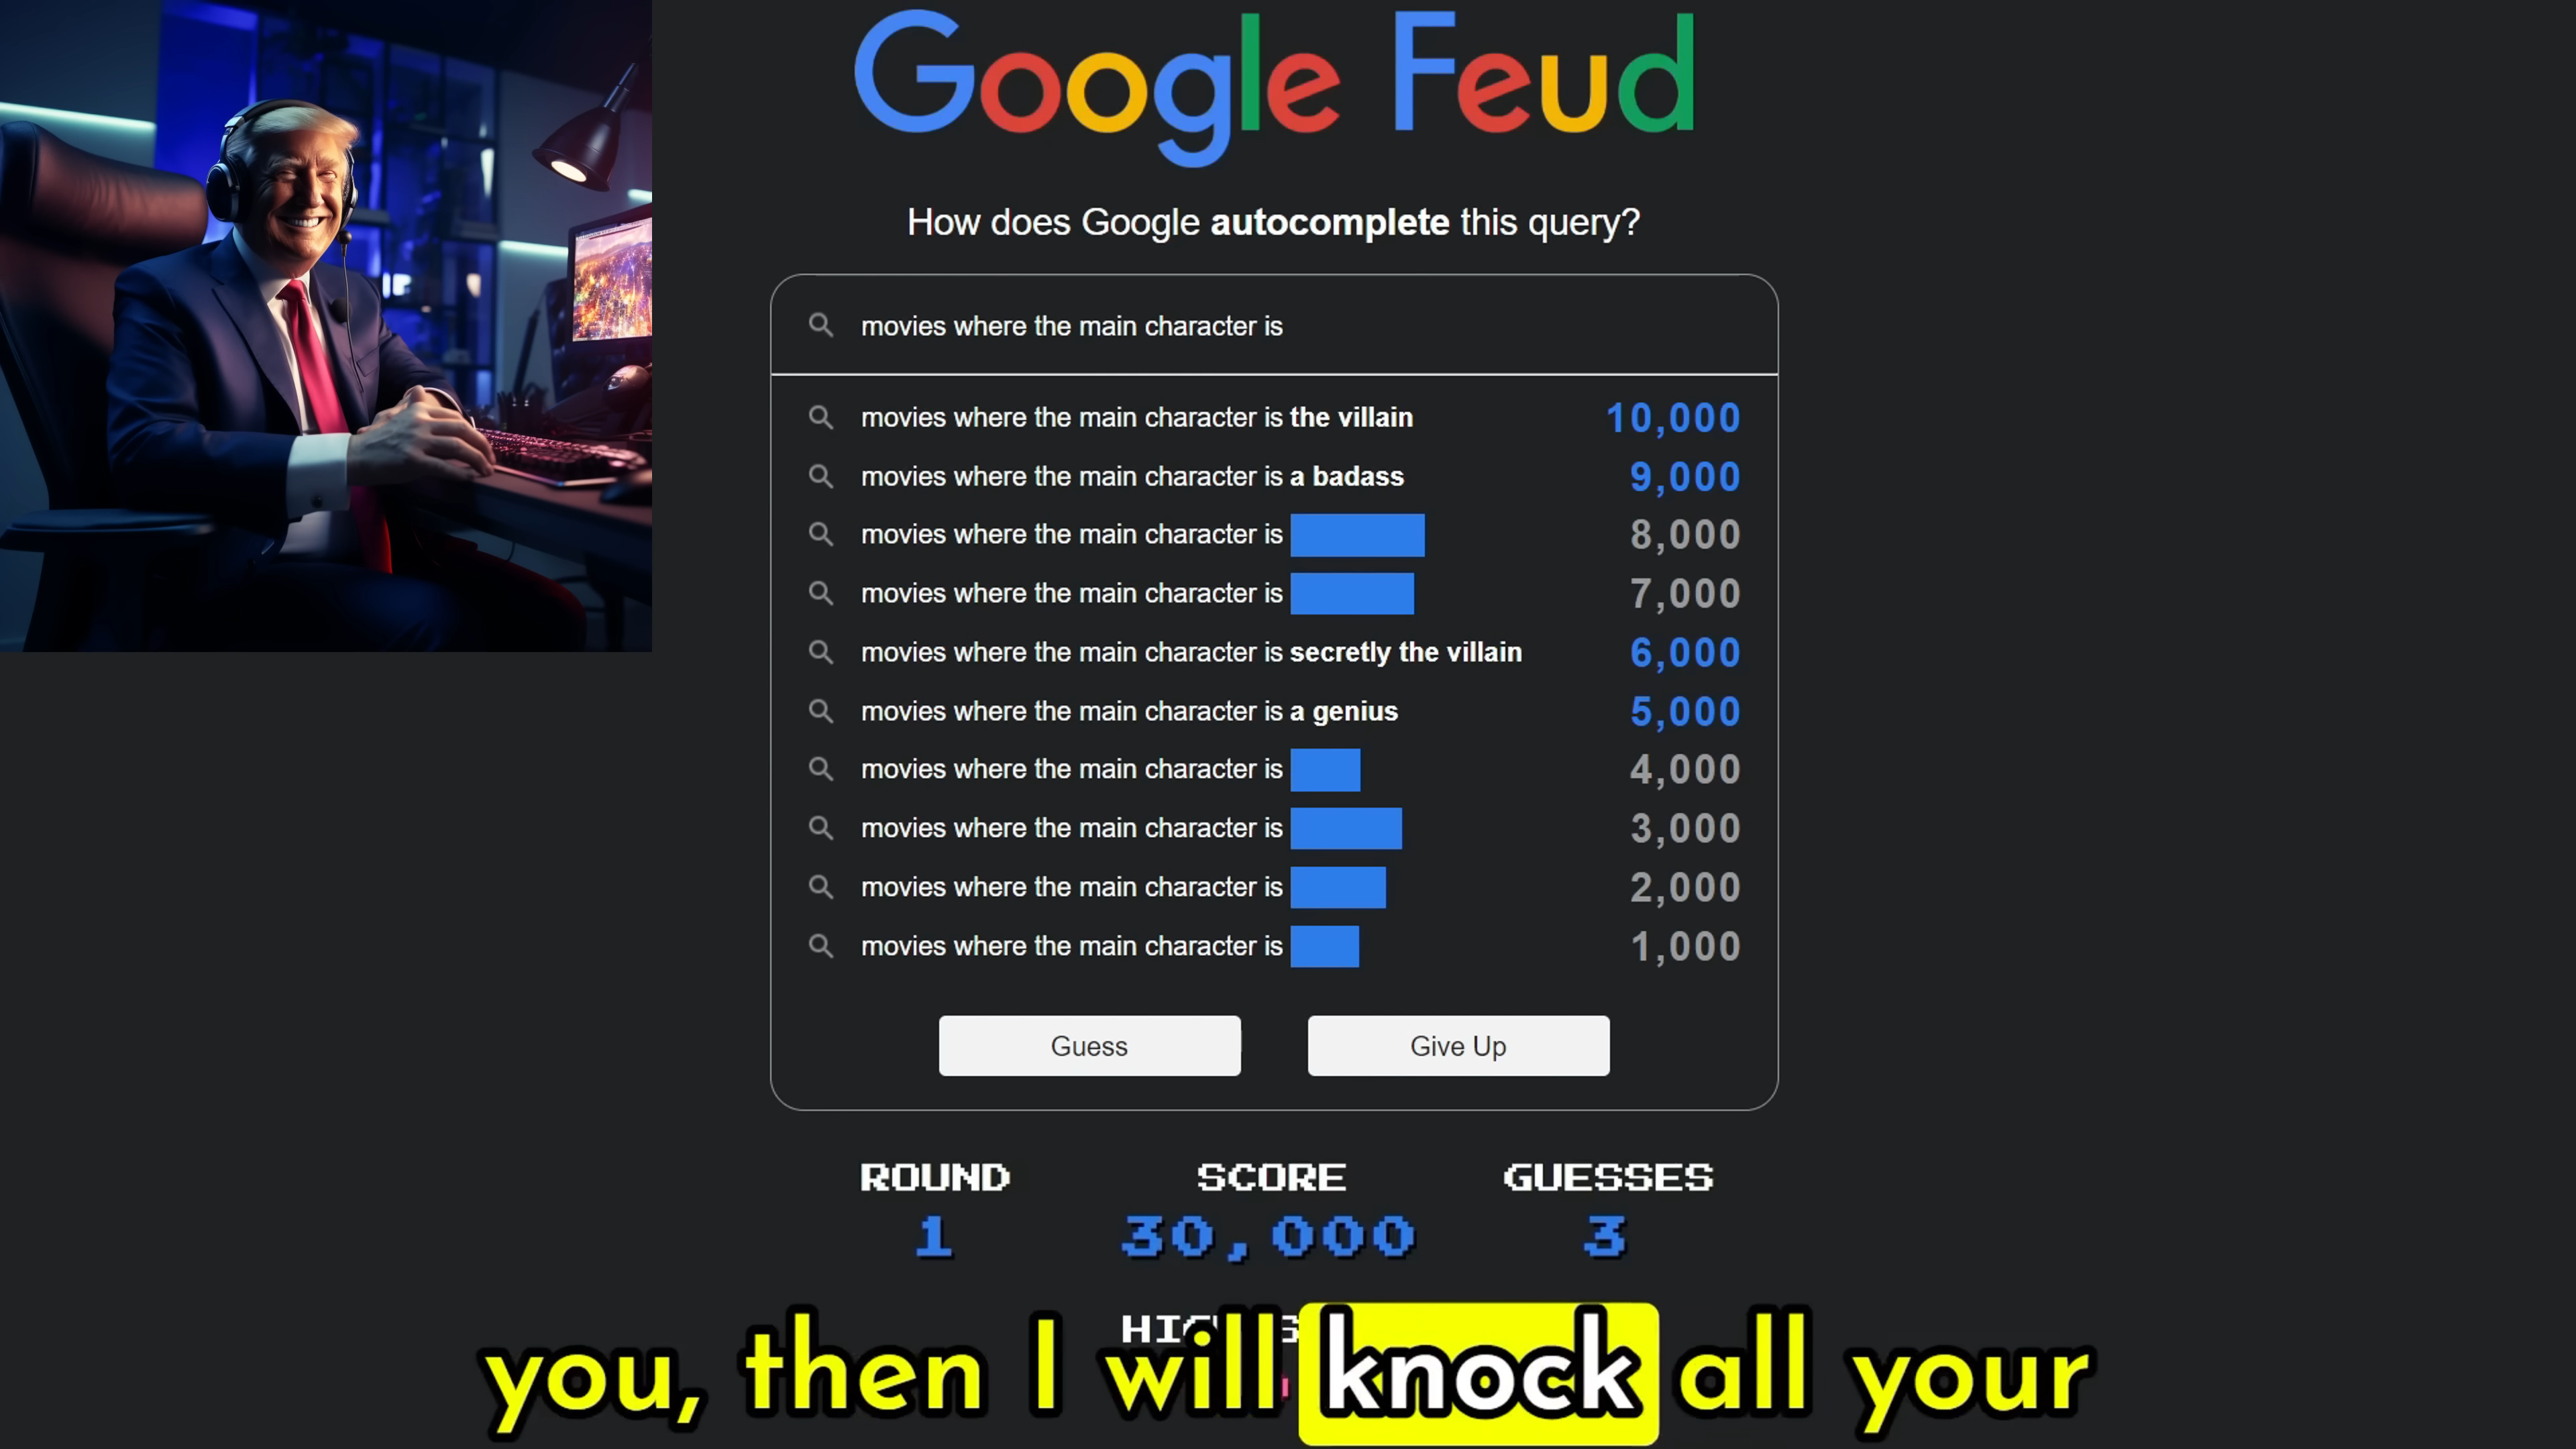 Google Feud
How does Google autocomplete this query?
movies where the main character is
movies where the main character is the villain 10,000
movies where the main character is a badass 9,000
movies where the main character is 8,000
movies where the main character is 7,000
movies where the main character is secretly the villain 6,000
movies where the main character is a genius 5,000
movies where the main character is 4,000
movies where the main character is 3,000
movies where the main character is 2,000
movies where the main character is 1,000
Guess Give Up
ROUND SCORE GUESSES
1 30,000 3
you, then I will knock all your